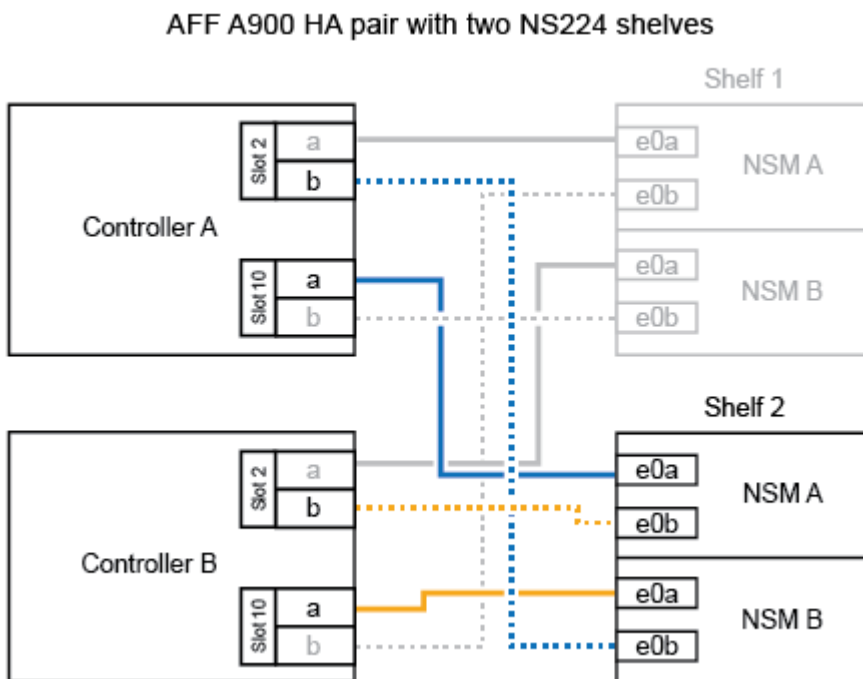 AFF A900 HA pair with two NS224 shelves
Shelf 1
Controller A
Slot 2
a
b
Slot 10
a
b
e0a
e0b
NSM A
e0a
e0b
NSM B
Shelf 2
Controller B
Slot 2
a
b
Slot 10
a
b
e0a
e0b
NSM A
e0a
e0b
NSM B